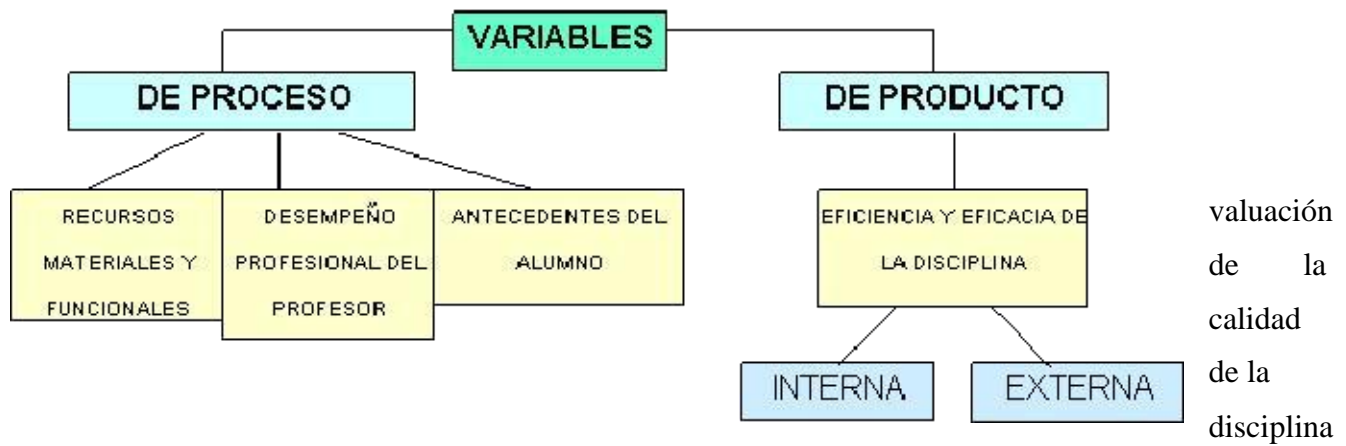 VARIABLES
DE PROCESO
DE PRODUCTO
RECURSOS
MATERIALES Y
FUNCIONALES
DESEMPEÑO
PROFESIONAL DEL
PROFESOR
ANTECEDENTES DEL
ALUMNO
EFICIENCIA Y EFICACIA DE
LA DISCIPLINA
INTERNA
EXTERNA
valuación
de la
calidad
de la
disciplina